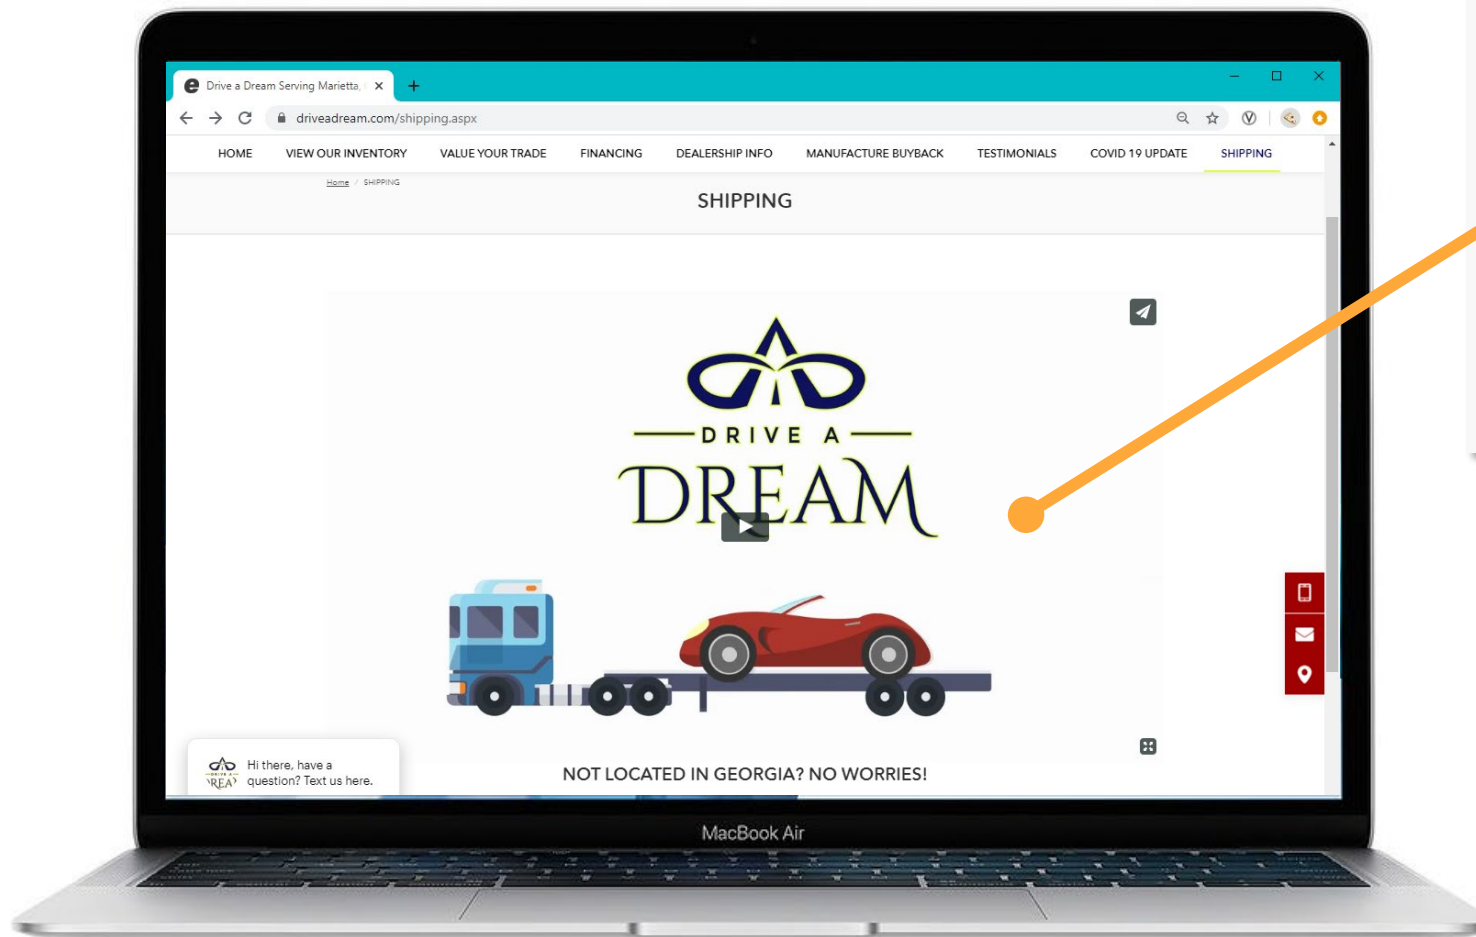 Drive a Dream Serving Marietta,
driveadream.com/shipping.aspx
HOME VIEW OUR INVENTORY VALUE YOUR TRADE FINANCING DEALERSHIP INFO MANUFACTURE BUYBACK TESTIMONIALS COVID 19 UPDATE SHIPPING
Home / SHIPPING
SHIPPING
DRIVE A
DREAM
Hi there, have a
question? Text us here.
DRIVE A
REA
NOT LOCATED IN GEORGIA? NO WORRIES!
MacBook Air